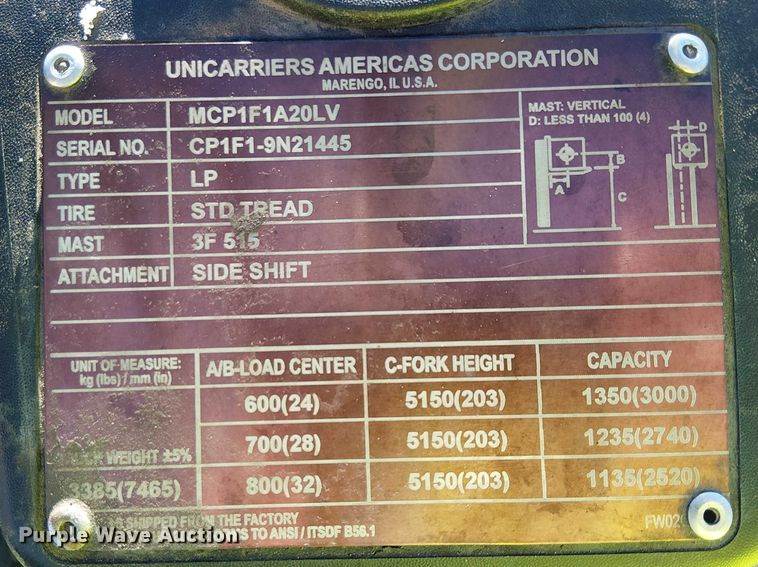 UNICARRIERS AMERICAS CORPORATION
MARENGO, IL U.S.A.
MODEL MCP1F1A20LV
SERIAL NO. CP1F1-9N21445
TYPE LP
TIRE STD TREAD
MAST 3F 515
ATTACHMENT SIDE SHIFT
MAST: VERTICAL
D: LESS THAN 100 (4)
D
B
A
C
UNIT OF MEASURE:
kg (lbs) / mm (in)
A/B-LOAD CENTER C-FORK HEIGHT CAPACITY
600(24) 5150(203) 1350(3000)
700(28) 5150(203) 1235(2740)
WEIGHT ±5%
3385(7465) 800(32) 5150(203) 1135(2520)
SHIPPED FROM THE FACTORY
TO ANSI / ITSDF B56.1
Purple Wave Auction